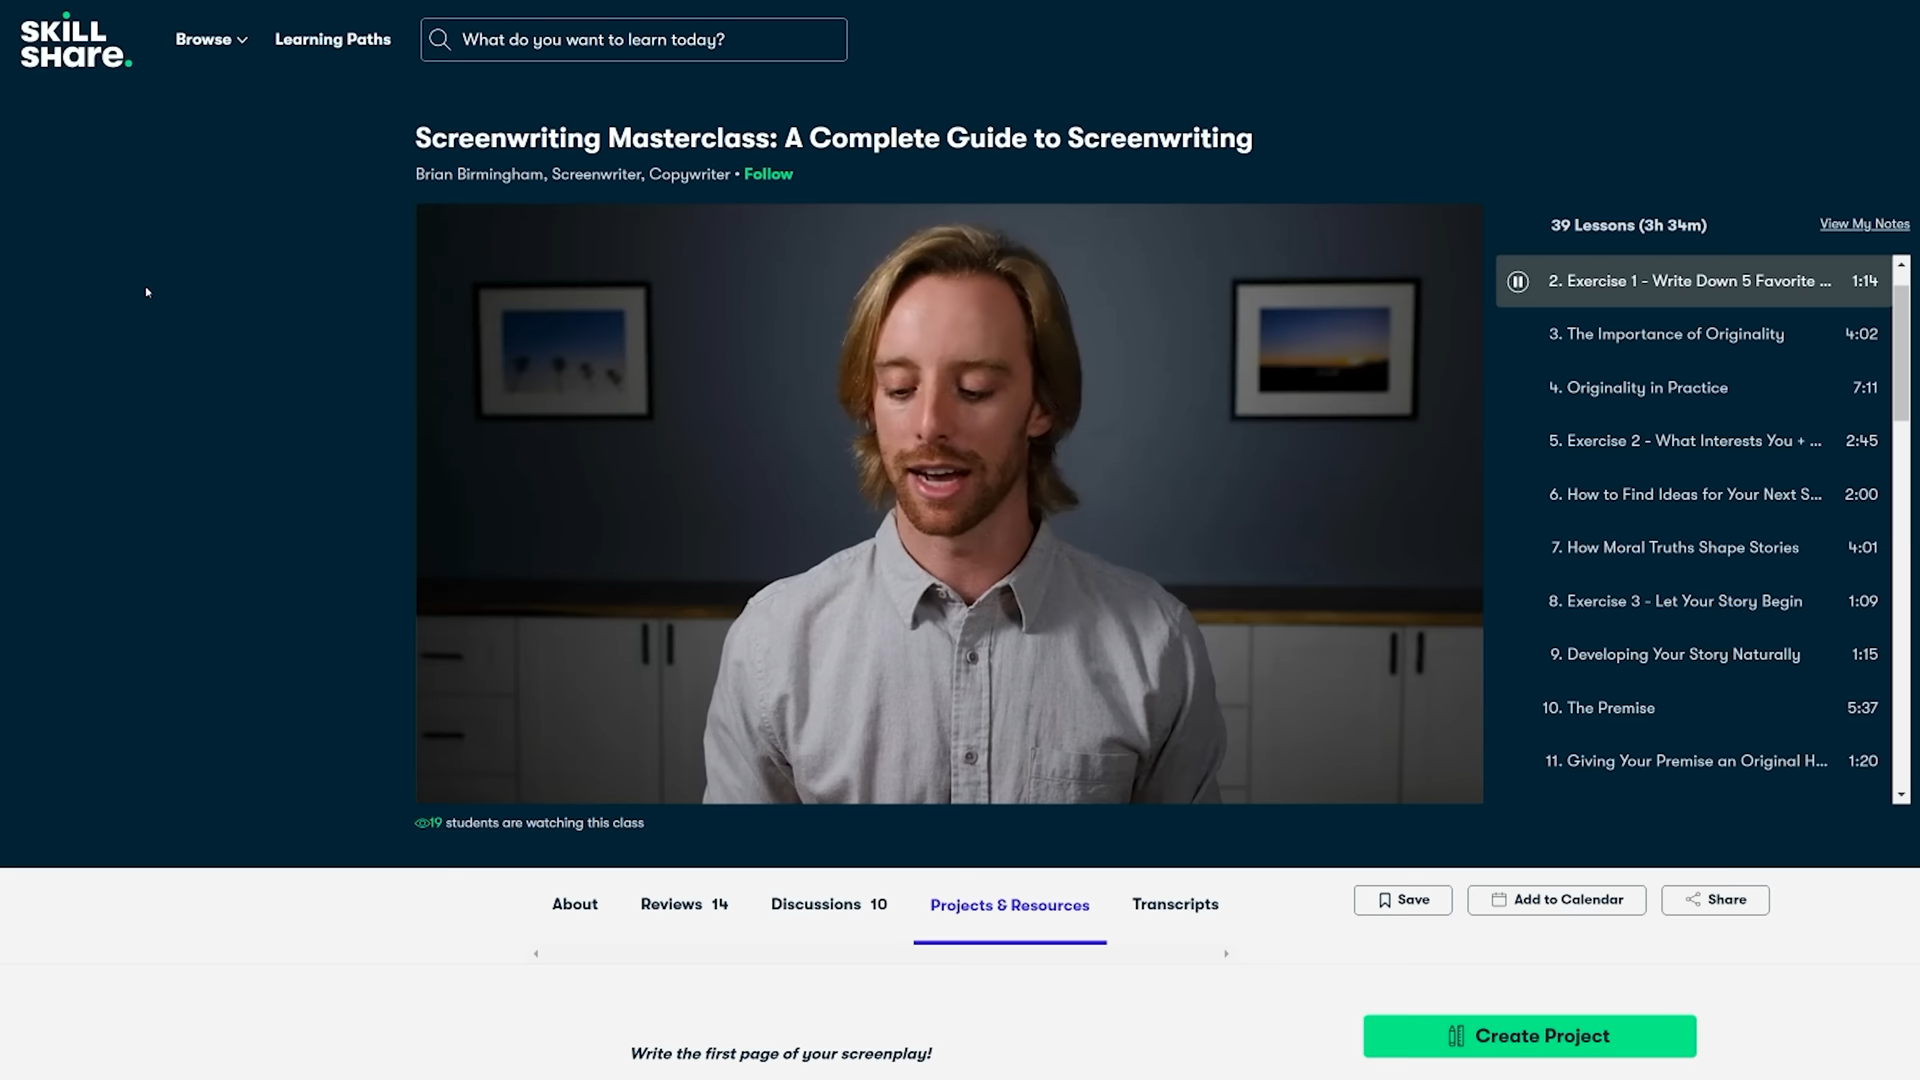 SKILL
SHare.
Browse
Learning Paths
What do you want to learn today?
Screenwriting Masterclass: A Complete Guide to Screenwriting
Brian Birmingham, Screenwriter, Copywriter • Follow
39 Lessons (3h 34m)
View My Notes
2. Exercise 1 - Write Down 5 Favorite ... 1:14
3. The Importance of Originality 4:02
4. Originality in Practice 7:11
5. Exercise 2 - What Interests You + ... 2:45
6. How to Find Ideas for Your Next S... 2:00
7. How Moral Truths Shape Stories 4:01
8. Exercise 3 - Let Your Story Begin 1:09
9. Developing Your Story Naturally 1:15
10. The Premise 5:37
11. Giving Your Premise an Original H... 1:20
19 students are watching this class
About
Reviews 14
Discussions 10
Projects & Resources
Transcripts
Save
Add to Calendar
Share
Create Project
Write the first page of your screenplay!